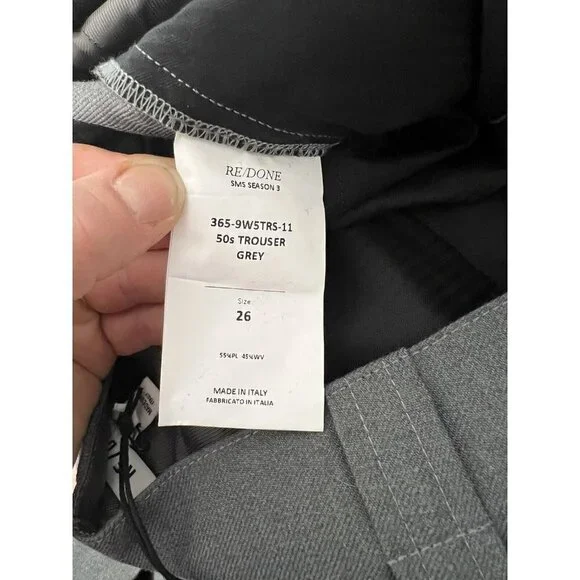 RE/DONE
SMS SEASON 3
365-9W5TRS-11
50s TROUSER
GREY
Size
26
55%PL 45%WV
MADE IN ITALY
FABBRICATO IN ITALIA